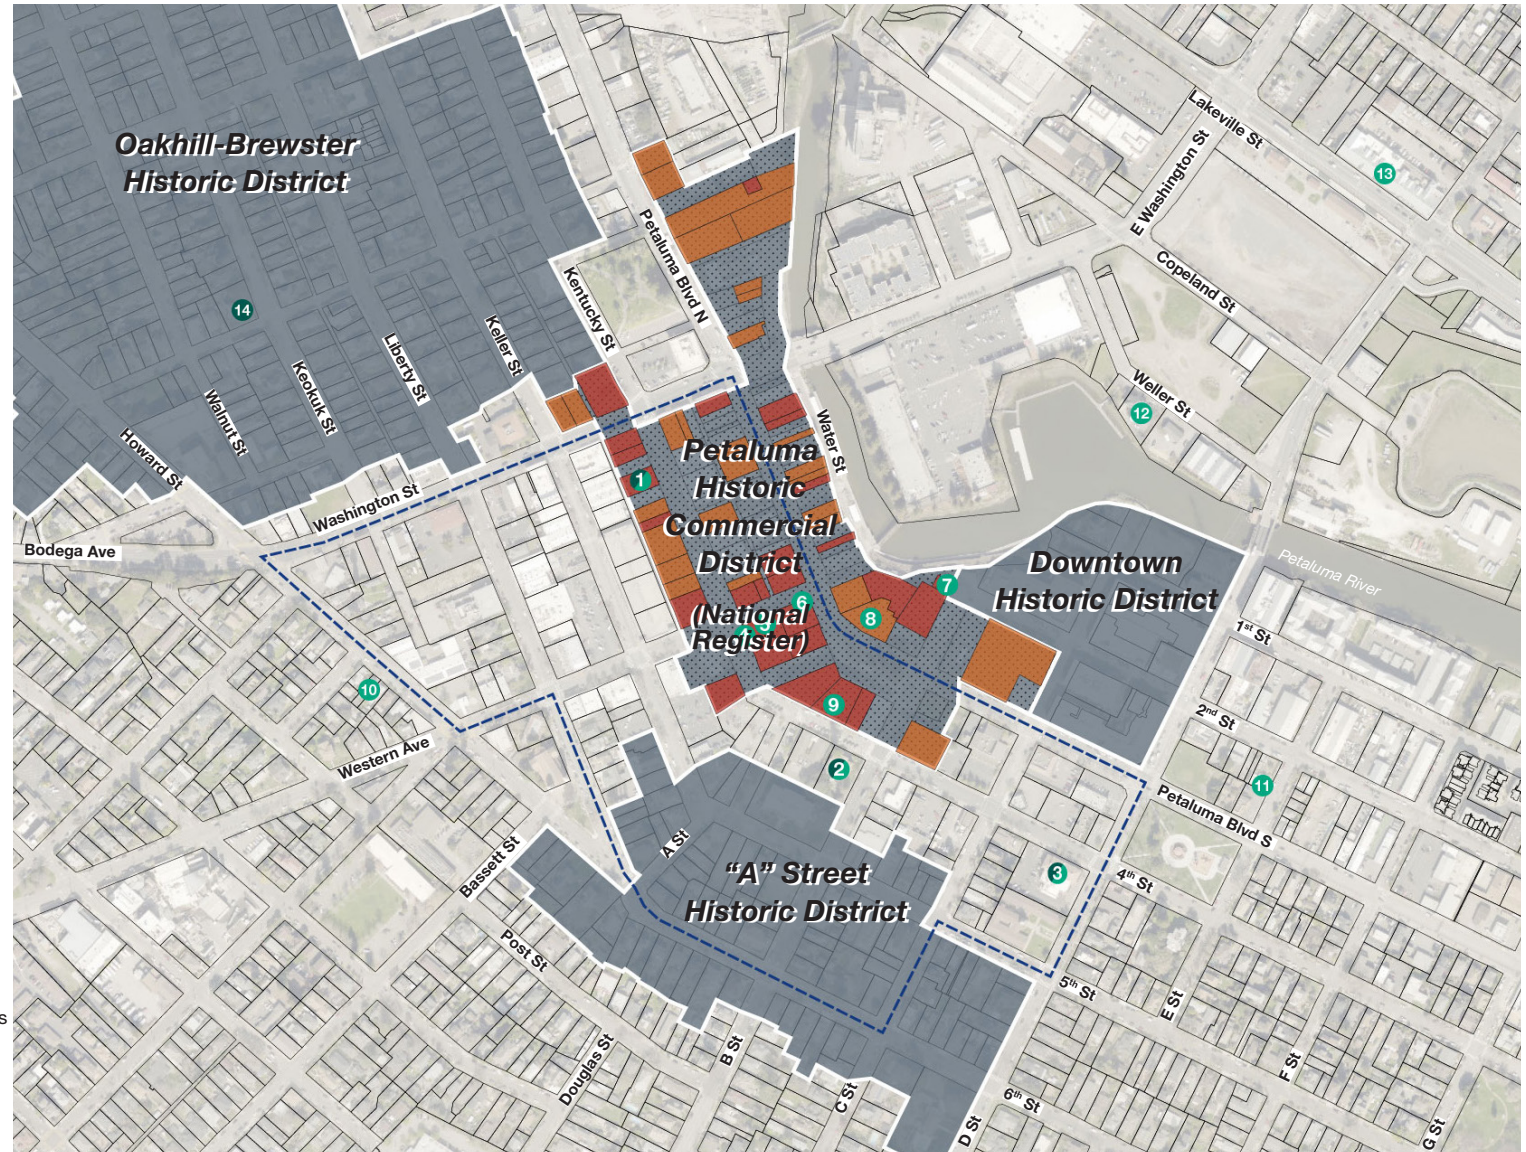 Lakeville St
Oakhill-Brewster
Historic District
13
E Washington St
Petaluma Blvd N
Copeland St
Kentucky St
14
Keller St
Liberty St
Keokuk St
Walnut St
Weller St
12
Howard St
Water St
Petaluma
Historic
Commercial
District
(National
Register)
1
Washington St
Bodega Ave
Petaluma River
Downtown
Historic District
7
6
8
5
1st St
10
9
2nd St
Western Ave
2
11
Petaluma Blvd S
A St
Bassett St
"A" Street
Historic District
3
4th St
Post St
5th St
E St
s
B St
Douglas St
F St
C St
6th St
D St
G St